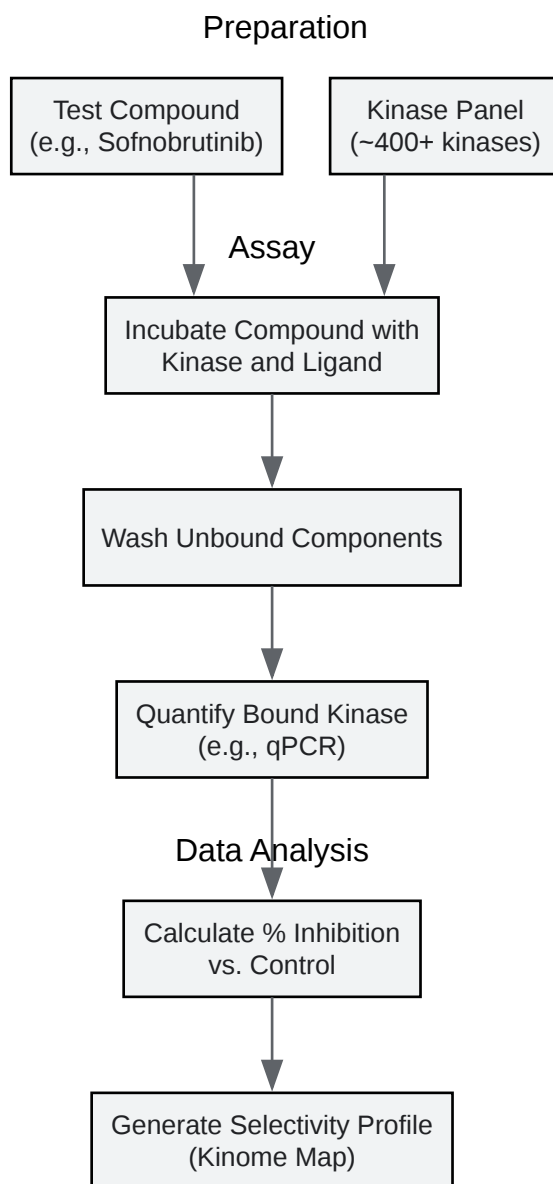 Preparation
Test Compound
(e.g., Sofnobrutinib)
Kinase Panel
(~400+ kinases)
Assay
Incubate Compound with
Kinase and Ligand
Wash Unbound Components
Quantify Bound Kinase
(e.g., qPCR)
Data Analysis
Calculate % Inhibition
vs. Control
Generate Selectivity Profile
(Kinome Map)